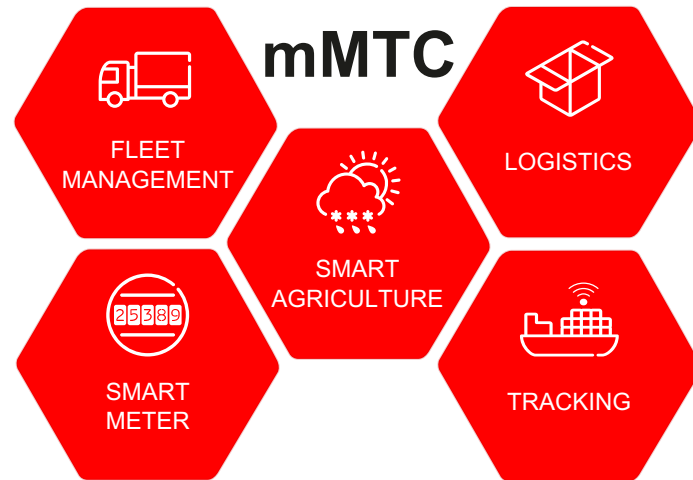 mMTC
FLEET
MANAGEMENT
LOGISTICS
SMART
AGRICULTURE
25389
SMART
METER
TRACKING